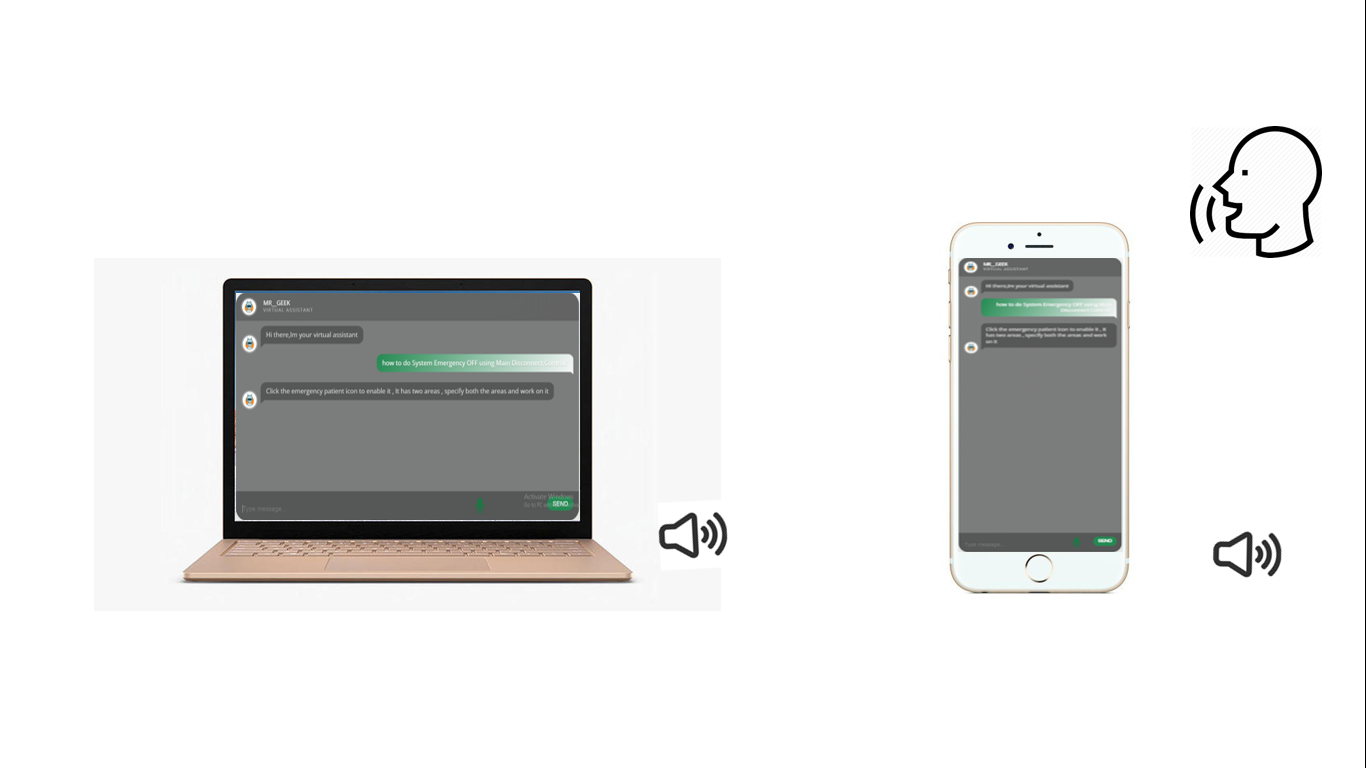 MR_GEEK
VIRTUAL ASSISTANT
Hi there,Im your virtual assistant
how to do System Emergency OFF using Main Disconnect
Click the emergency patient icon to enable it , It has two areas , specify both the areas and work on it
Activate Windows
Go to PC
Type message...
SEND
MR_GEEK
VIRTUAL ASSISTANT
Hi there,Im your virtual assistant
how to do System Emergency OFF using Main
Disconnect
Click the emergency patient icon to enable it , It
has two areas , specify both the areas and work
on it
Type message...
SEND